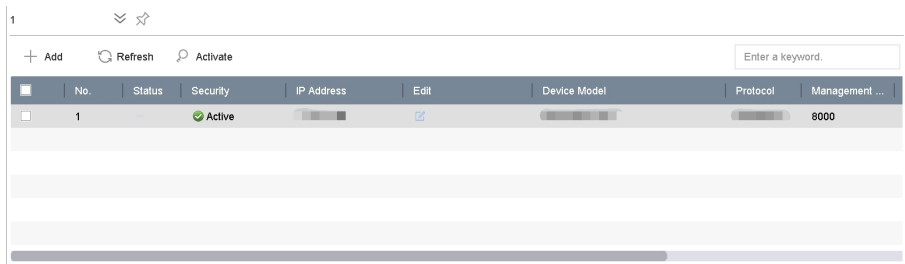 1
Add Refresh Activate Enter a keyword.
No. Status Security IP Address Edit Device Model Protocol Management ...
1 Active 8000